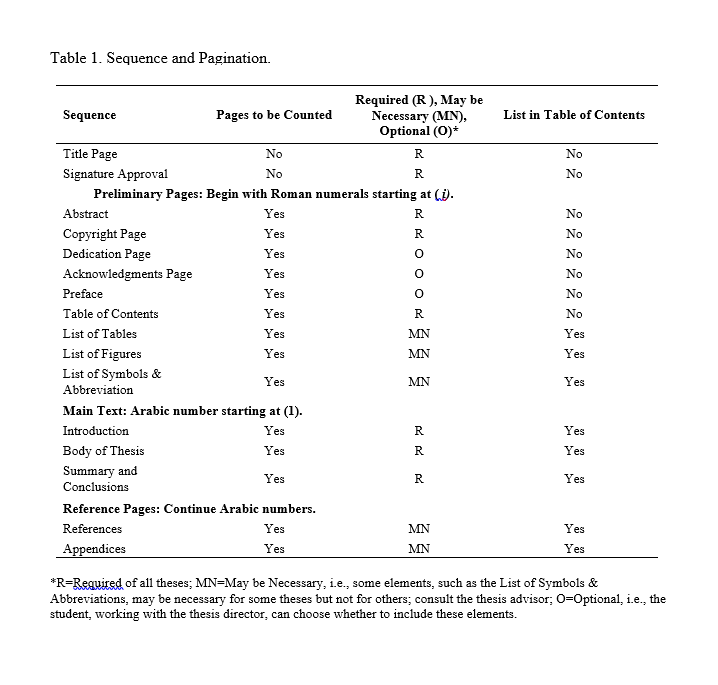 Table 1. Sequence and Pagination.
Sequence Pages to be Counted Required (R ), May be Necessary (MN), Optional (O)* List in Table of Contents
Title Page No R No
Signature Approval No R No
Preliminary Pages: Begin with Roman numerals starting at (i).
Abstract Yes R No
Copyright Page Yes R No
Dedication Page Yes O No
Acknowledgments Page Yes O No
Preface Yes O No
Table of Contents Yes R No
List of Tables Yes MN Yes
List of Figures Yes MN Yes
List of Symbols & Abbreviation Yes MN Yes
Main Text: Arabic number starting at (1).
Introduction Yes R Yes
Body of Thesis Yes R Yes
Summary and Conclusions Yes R Yes
Reference Pages: Continue Arabic numbers.
References Yes MN Yes
Appendices Yes MN Yes
*R=Required of all theses; MN=May be Necessary, i.e., some elements, such as the List of Symbols &
Abbreviations, may be necessary for some theses but not for others; consult the thesis advisor; O=Optional, i.e., the
student, working with the thesis director, can choose whether to include these elements.